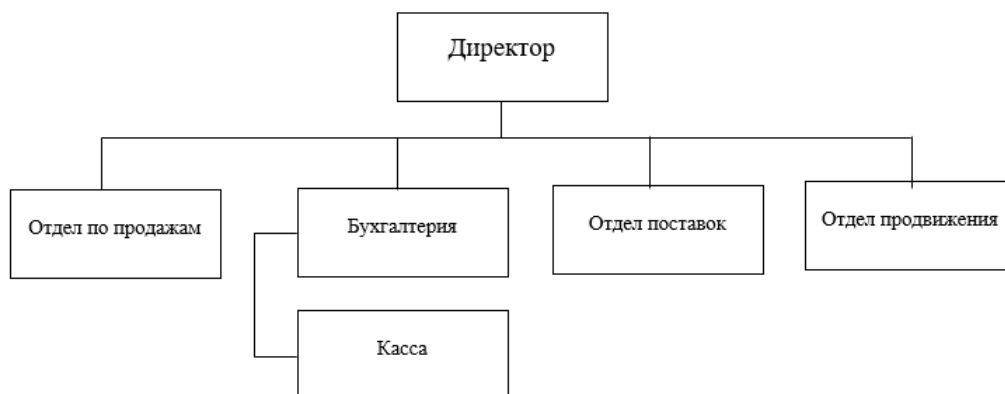 Директор
Отдел по продажам
Бухгалтерия
Отдел поставок
Отдел продвижения
Касса